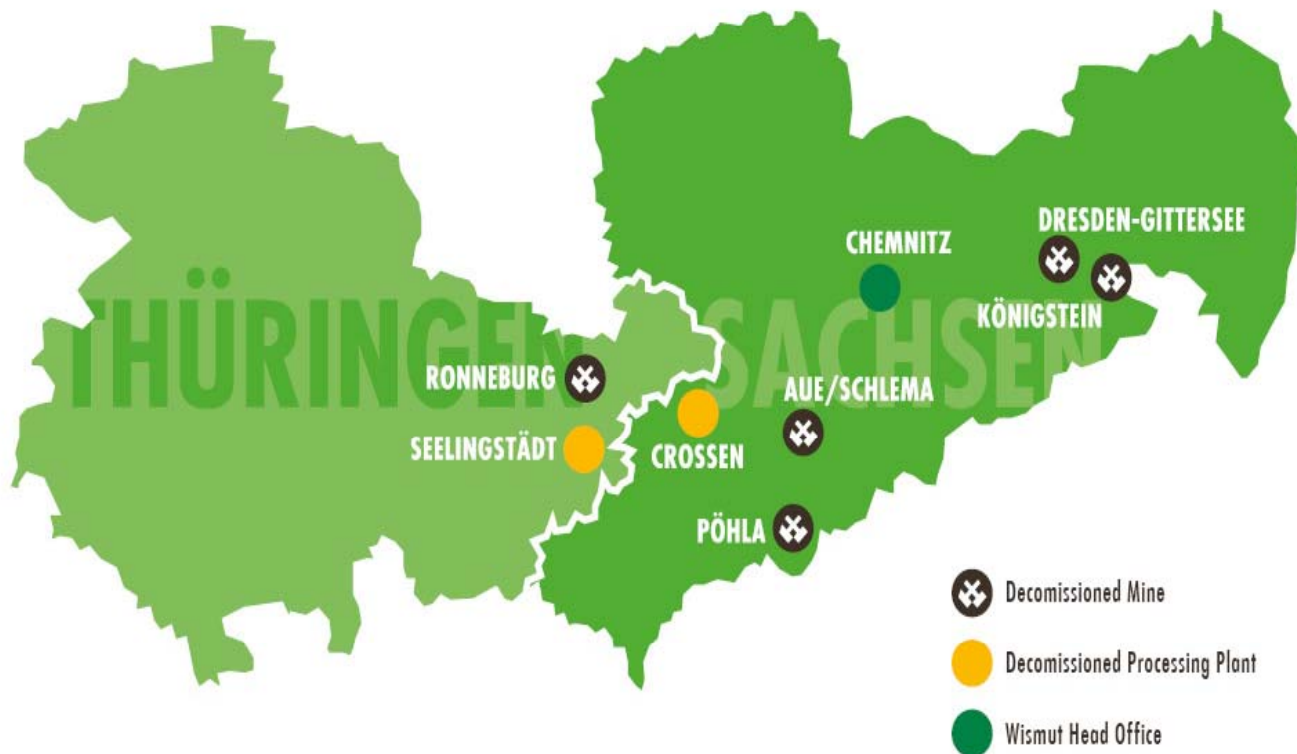 DRESDEN-GITTERSEE
CHEMNITZ
THÜRINGEN
SACHSEN
KÖNIGSTEIN
RONNEBURG
AUE/SCHLEMA
SEELINGSTÄDT
CROSSEN
PÖHLA
Decomissioned Mine
Decomissioned Processing Plant
Wismut Head Office